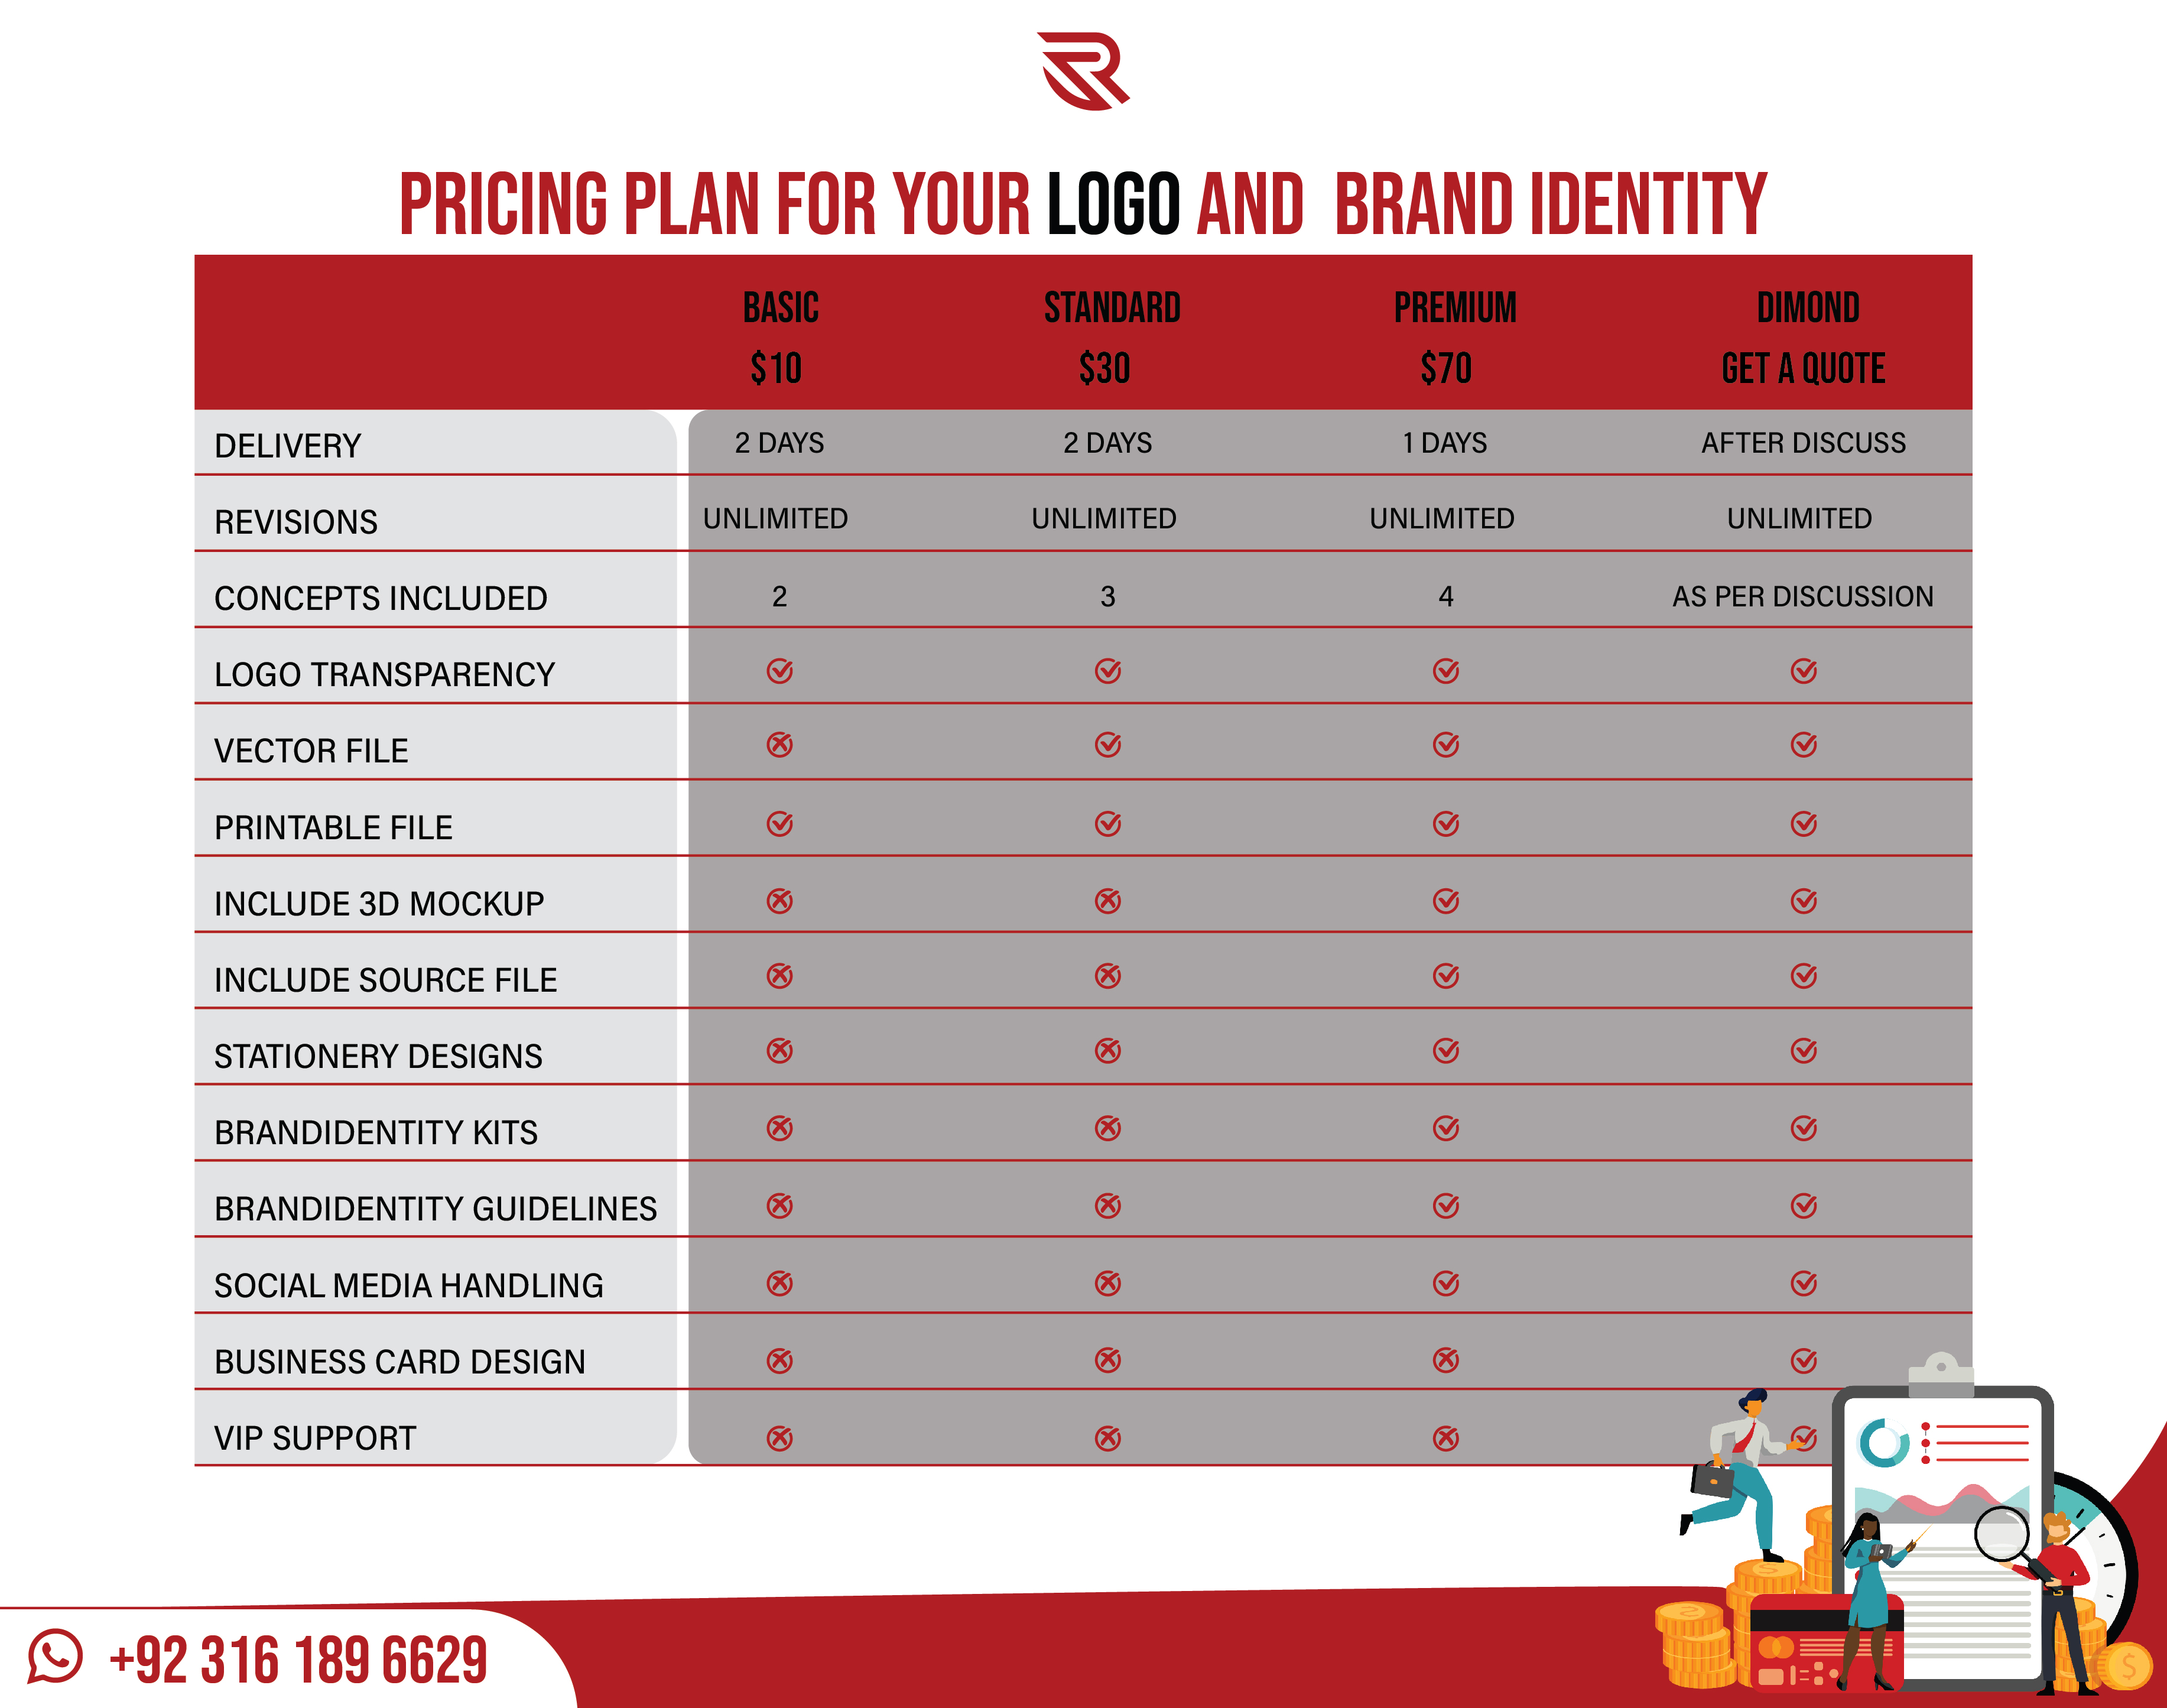 PRICING PLAN FOR YOUR LOGO AND BRAND IDENTITY
BASIC STANDARD PREMIUM DIMOND
$10 $30 $70 GET A QUOTE
DELIVERY 2 DAYS 2 DAYS 1 DAYS AFTER DISCUSS
REVISIONS UNLIMITED UNLIMITED UNLIMITED UNLIMITED
CONCEPTS INCLUDED 2 3 4 AS PER DISCUSSION
LOGO TRANSPARENCY
VECTOR FILE
PRINTABLE FILE
INCLUDE 3D MOCKUP
INCLUDE SOURCE FILE
STATIONERY DESIGNS
BRANDIDENTITY KITS
BRANDIDENTITY GUIDELINES
SOCIAL MEDIA HANDLING
BUSINESS CARD DESIGN
VIP SUPPORT
+92 316 189 6629